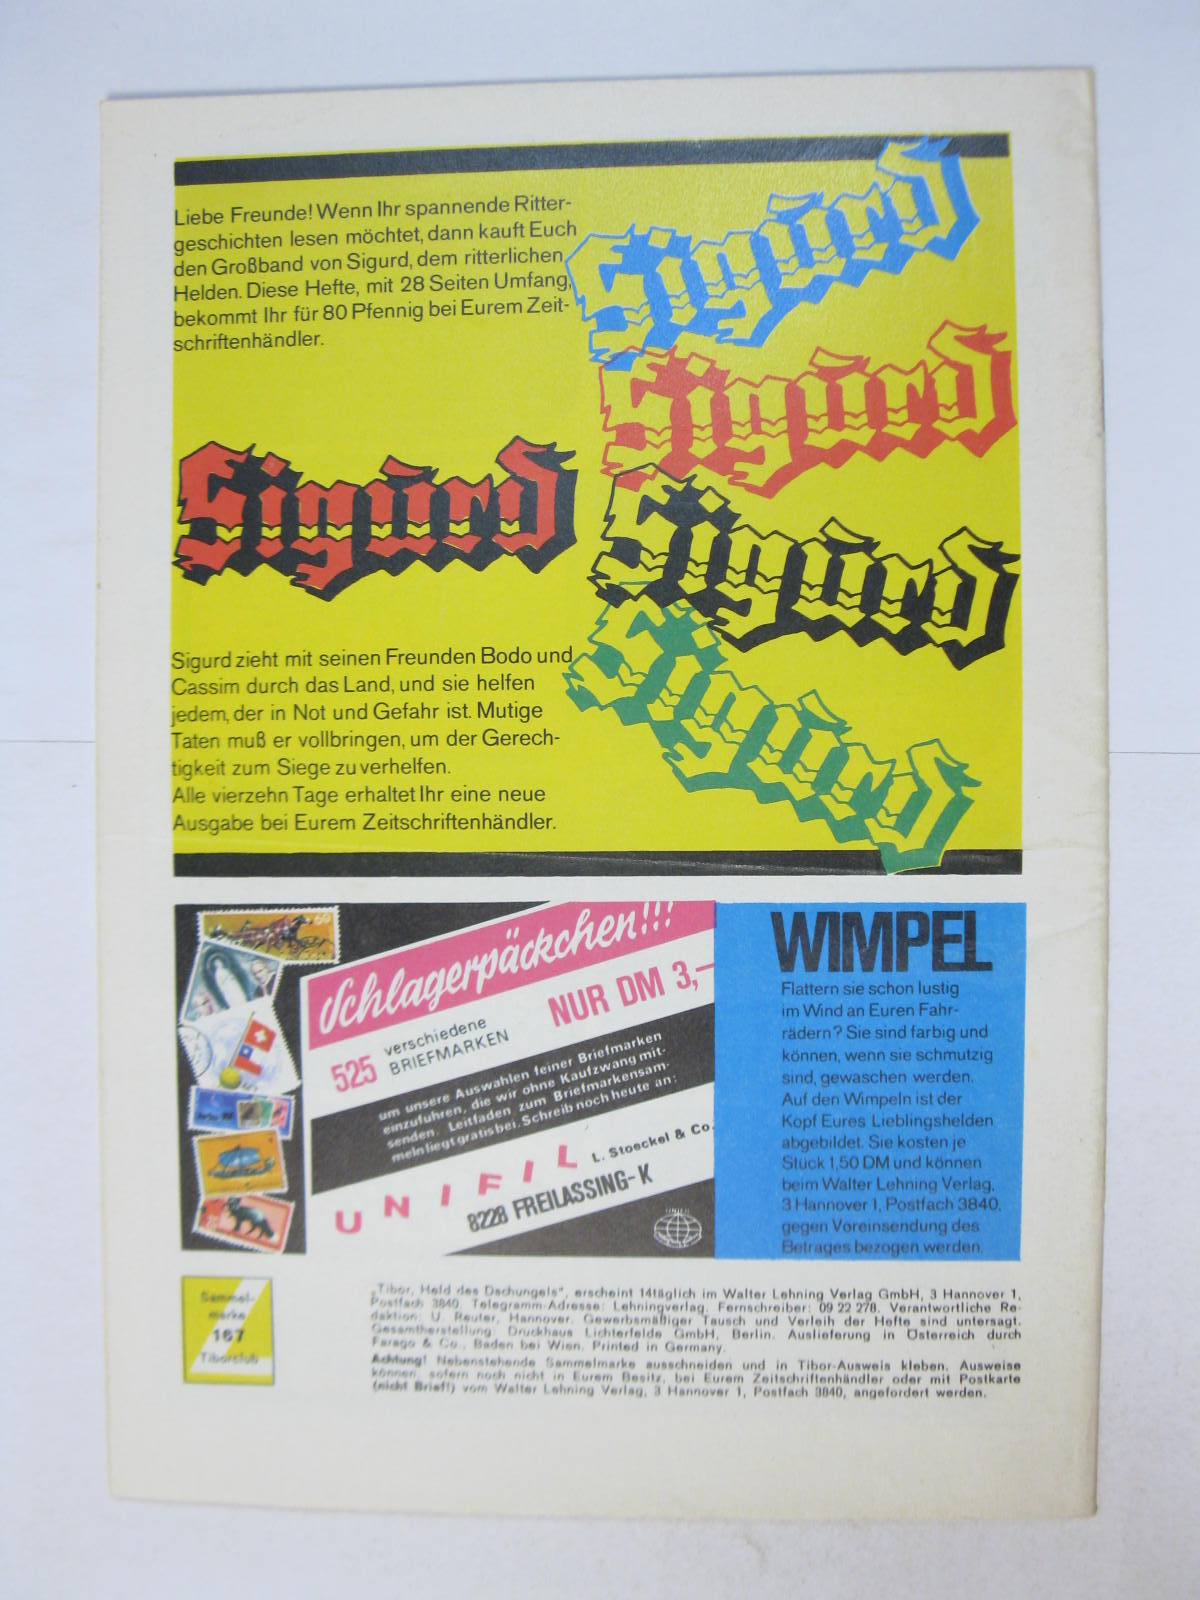 Liebe Freunde! Wenn Ihr spannende Ritter-
geschichten lesen möchtet, dann kauft Euch
den Großband von Sigurd, dem ritterlichen
Helden. Diese Hefte, mit 28 Seiten Umfang,
bekommt Ihr für 80 Pfennig bei Eurem Zeit-
schriftenhändler.
Sigurd
Sigurd
Sigurd
Sigurd
Sigurd
Sigurd zieht mit seinen Freunden Bodo und
Cassim durch das Land, und sie helfen
jedem, der in Not und Gefahr ist. Mutige
Taten muß er vollbringen, um der Gerech-
tigkeit zum Siege zu verhelfen.
Alle vierzehn Tage erhaltet Ihr eine neue
Ausgabe bei Eurem Zeitschriftenhändler.
60
Schlagerpäckchen!!!
525 verschiedene
BRIEFMARKEN
NUR DM 3,—
um unsere Auswahlen feiner Briefmarken
einzuführen, die wir ohne Kaufzwang mit-
senden. Leitfaden zum Briefmarkensam-
meln liegt gratis bei. Schreib noch heute an:
UNIFIL L. Stoeckel & Co.
8228 FREILASSING-K
WIMPEL
Flattern sie schon lustig
im Wind an Euren Fahr-
rädern? Sie sind farbig und
können, wenn sie schmutzig
sind, gewaschen werden.
Auf den Wimpeln ist der
Kopf Eures Lieblingshelden
abgebildet. Sie kosten je
Stück 1,50 DM und können
beim Walter Lehning Verlag,
3 Hannover 1, Postfach 3840,
gegen Voreinsendung des
Betrages bezogen werden.
Sammel-
marke
167
Tiborclub
„Tibor, Held des Dschungels", erscheint 14täglich im Walter Lehning Verlag GmbH, 3 Hannover 1,
Postfach 3840. Telegramm-Adresse: Lehningverlag. Fernschreiber: 09 22 278. Verantwortliche Re-
daktion: U. Reuter, Hannover. Gewerbsmäßiger Tausch und Verleih der Hefte sind untersagt.
Gesamtherstellung: Druckhaus Lichterfelde GmbH, Berlin. Auslieferung in Österreich durch
Farago & Co., Baden bei Wien. Printed in Germany.
Achtung! Nebenstehende Sammelmarke ausschneiden und in Tibor-Ausweis kleben. Ausweise
können, sofern noch nicht in Eurem Besitz, bei Eurem Zeitschriftenhändler oder mit Postkarte
(nicht Brief!) vom Walter Lehning Verlag, 3 Hannover 1, Postfach 3840, angefordert werden.